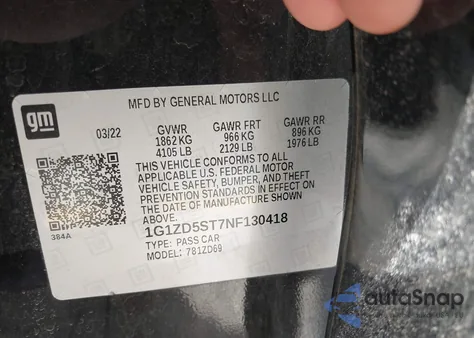 MFD BY GENERAL MOTORS LLC
gm
03/22
GVWR GAWR FRT GAWR RR
1862 KG 966 KG 896 KG
4105 LB 2129 LB 1976 LB
THIS VEHICLE CONFORMS TO ALL
APPLICABLE U.S. FEDERAL MOTOR
VEHICLE SAFETY, BUMPER, AND THEFT
PREVENTION STANDARDS IN EFFECT
ON THE DATE OF MANUFACTURE SHOWN
ABOVE.
384A
1G1ZD5ST7NF130418
TYPE: PASS CAR
MODEL: 781ZD69
autoSnap